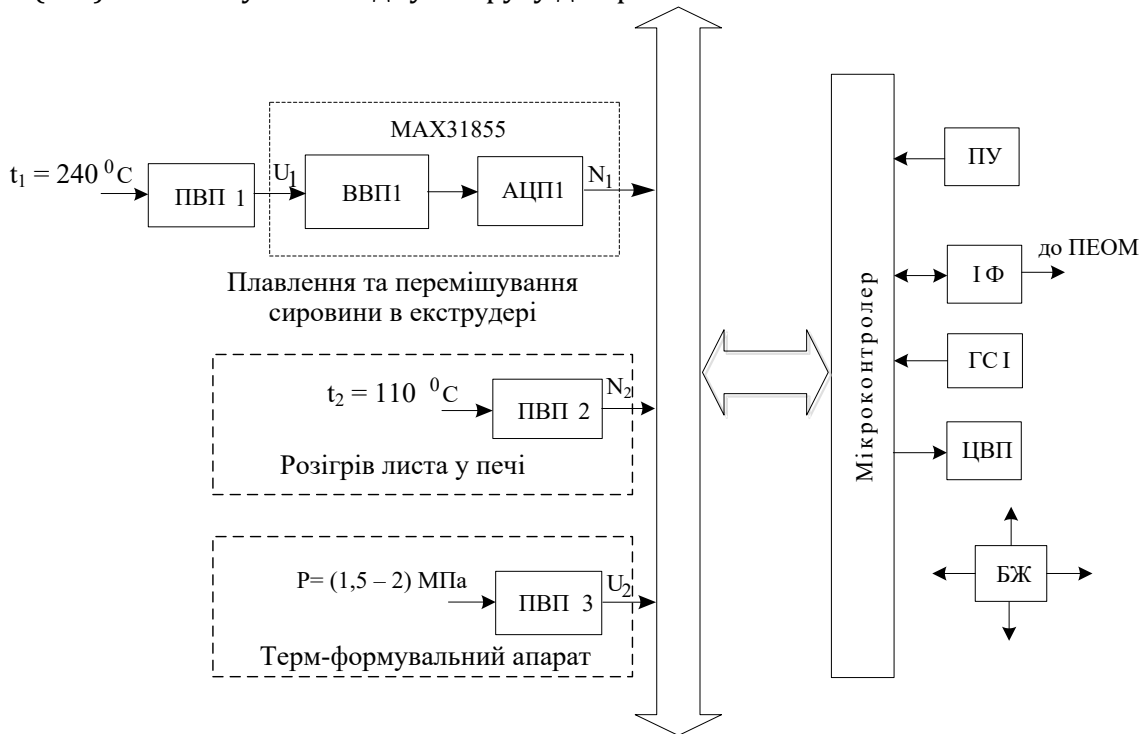 MAX31855
t₁ = 240 ⁰C
ПВП 1
U₁
ВВП1
АЦП1
N₁
Плавлення та перемішування
сировини в екструдері
t₂ = 110 ⁰C
ПВП 2
N₂
Розігрів листа у печі
P= (1,5 – 2) МПа
ПВП 3
U₂
Терм-формувальний апарат
Мікроконтролер
ПУ
до ПЕОМ
ІФ
ГСІ
ЦВП
БЖ